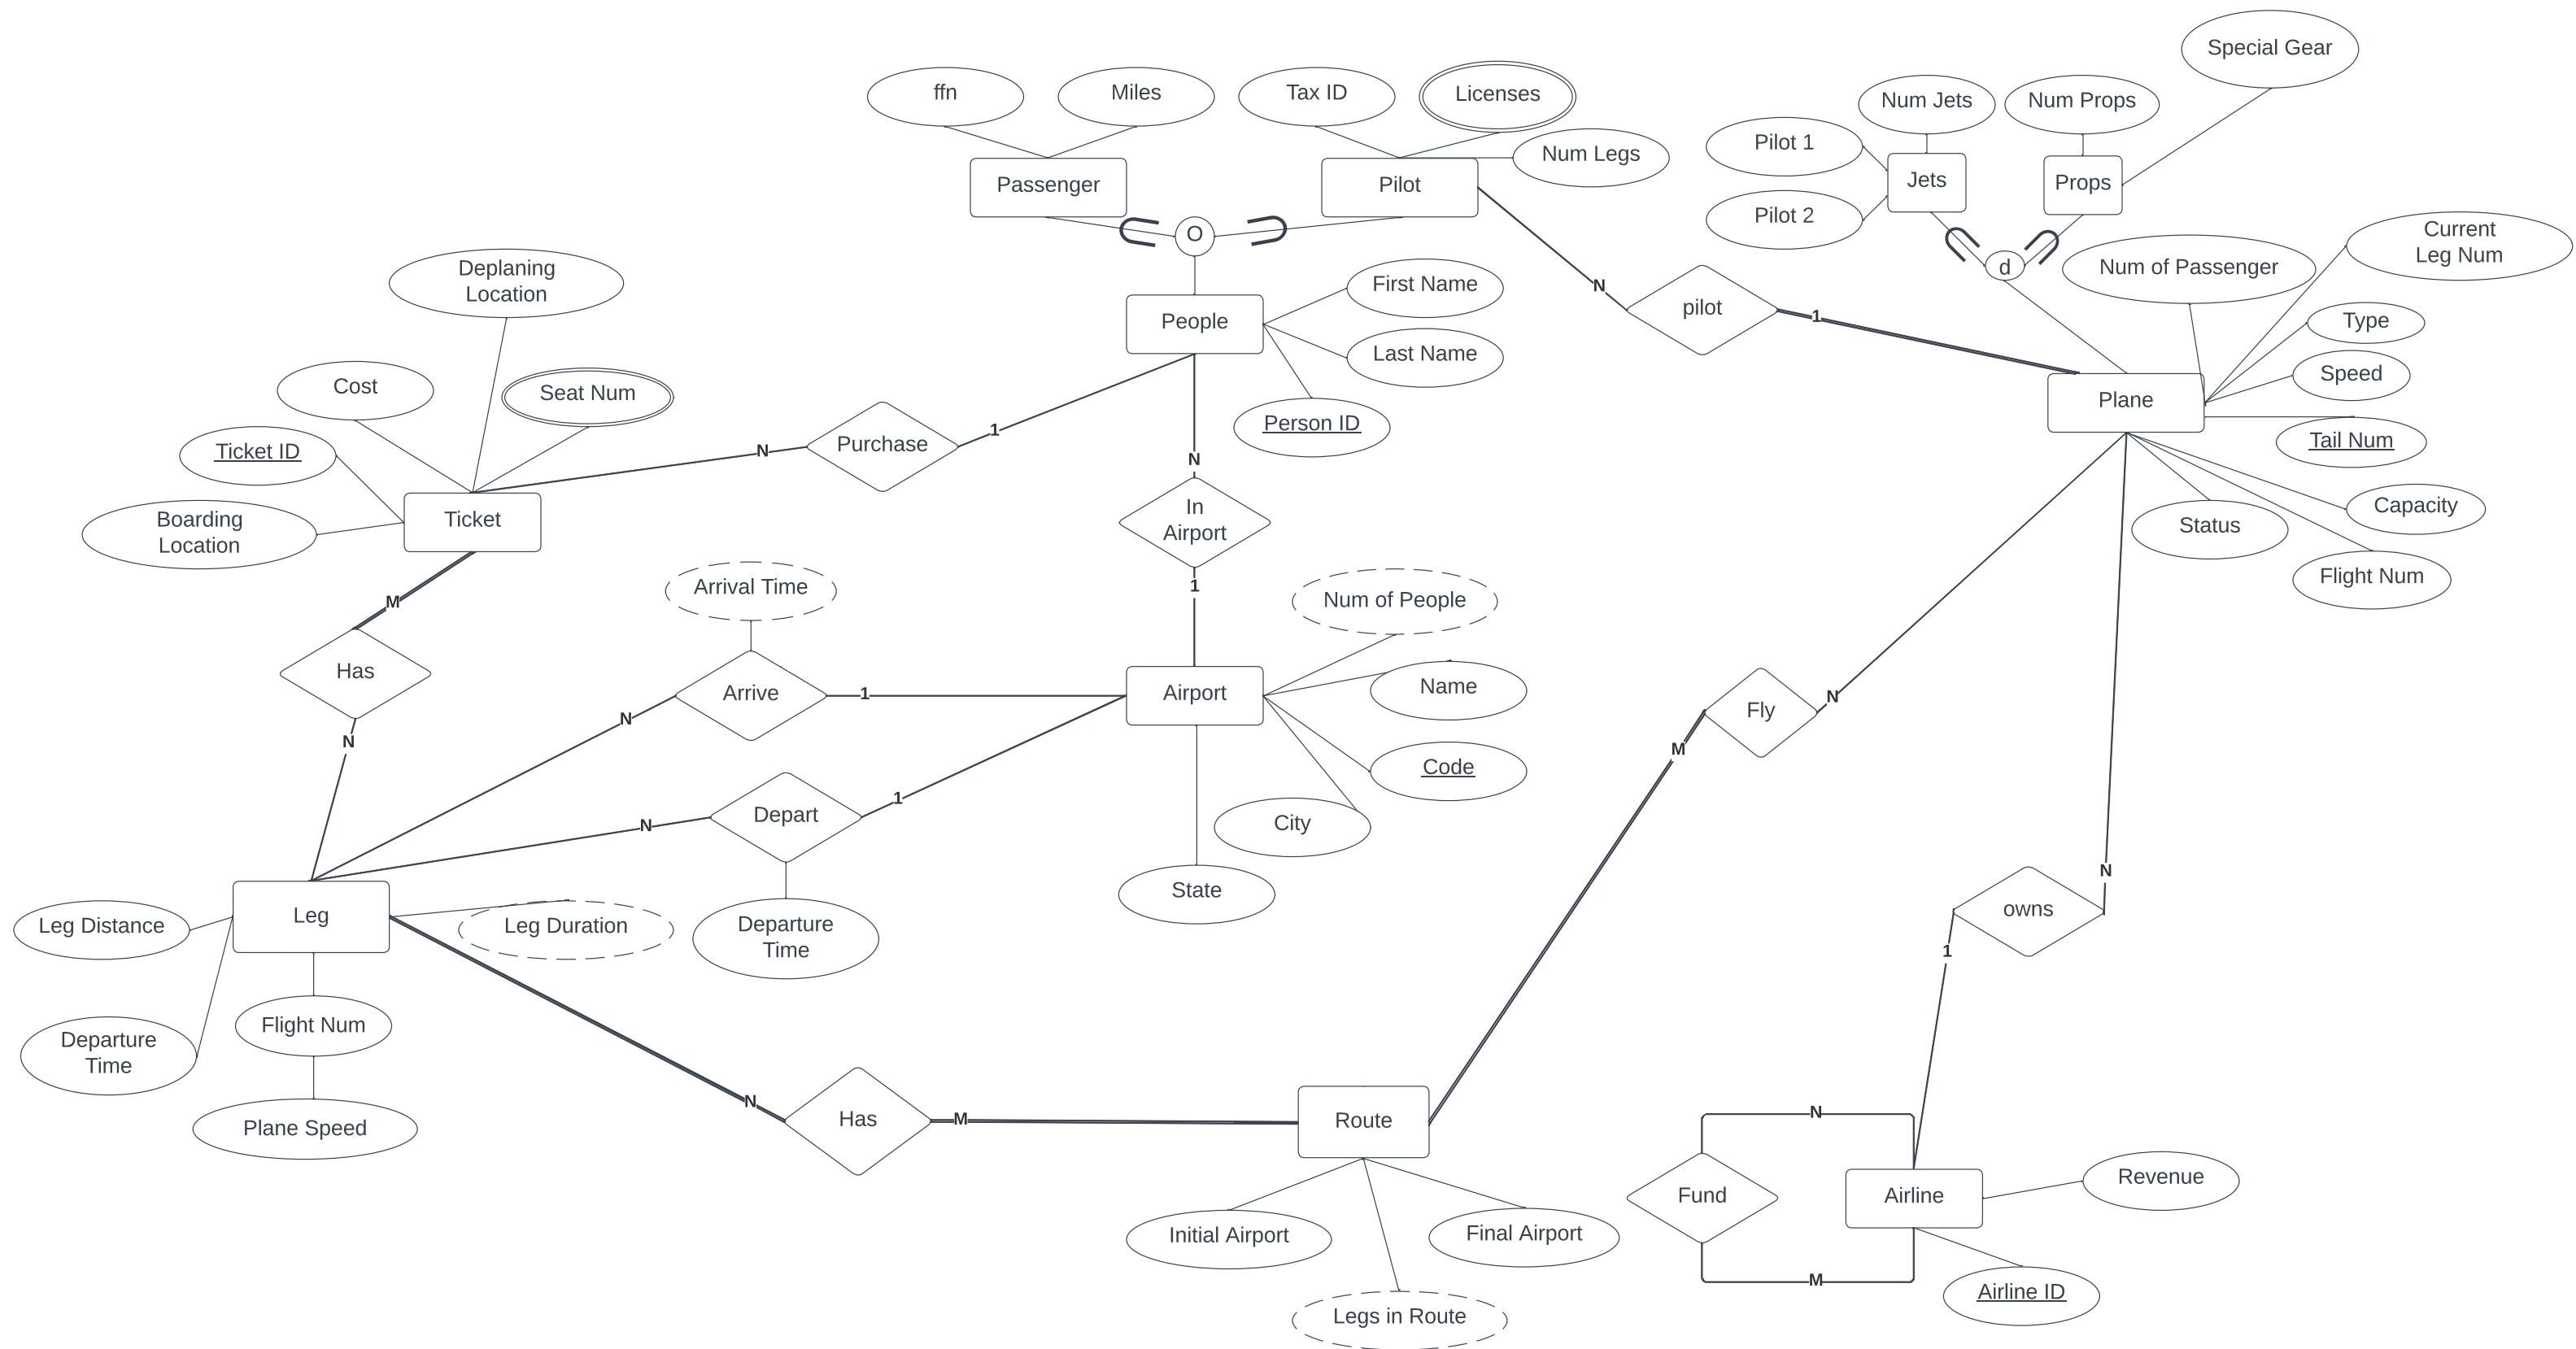 Special Gear
ffn
Miles
Tax ID
Licenses
Num Jets
Num Props
Pilot 1
Num Legs
Passenger
Pilot
Jets
Props
Pilot 2
O
d
Deplaning
Location
People
First Name
Last Name
Person ID
N
pilot
1
Num of Passenger
Current
Leg Num
Type
Speed
Plane
Tail Num
Capacity
Status
Flight Num
Cost
Seat Num
Ticket ID
Boarding
Location
Ticket
N
Purchase
1
N
In
Airport
1
M
Has
N
Arrival Time
Arrive
N
1
Airport
Num of People
Name
Code
City
State
Depart
N
1
Departure
Time
Fly
N
M
N
owns
1
Leg
Leg Distance
Leg Duration
Departure
Time
Flight Num
Plane Speed
N
Has
M
Route
Initial Airport
Final Airport
Legs in Route
N
Fund
M
Airline
Revenue
Airline ID